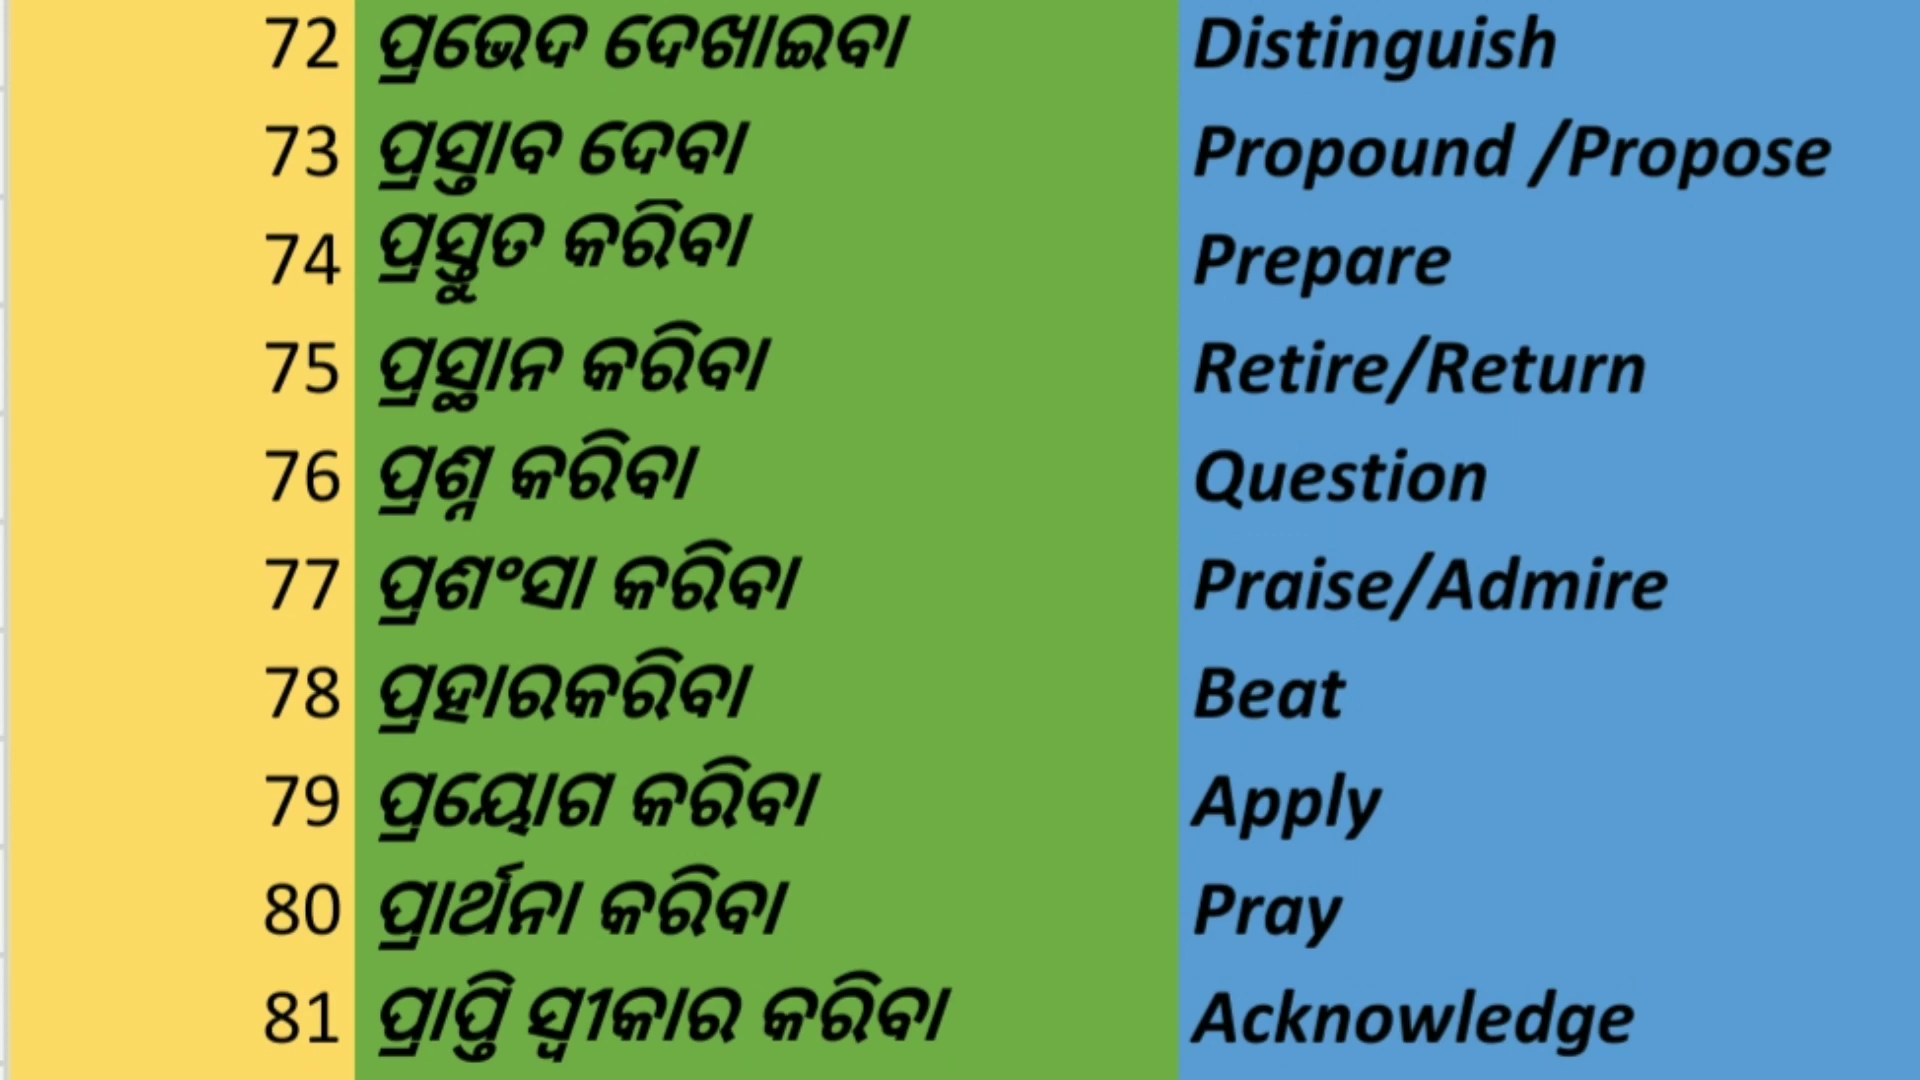 72 ପ୍ରଭେଦ ଦେଖାଇବା Distinguish
73 ପ୍ରସ୍ତାବ ଦେବା Propound /Propose
74 ପ୍ରସ୍ତୁତ କରିବା Prepare
75 ପ୍ରସ୍ଥାନ କରିବା Retire/Return
76 ପ୍ରଶ୍ନ କରିବା Question
77 ପ୍ରଶଂସା କରିବା Praise/Admire
78 ପ୍ରହାରକରିବା Beat
79 ପ୍ରୟୋଗ କରିବା Apply
80 ପ୍ରାର୍ଥନା କରିବା Pray
81 ପ୍ରାପ୍ତି ସ୍ୱୀକାର କରିବା Acknowledge